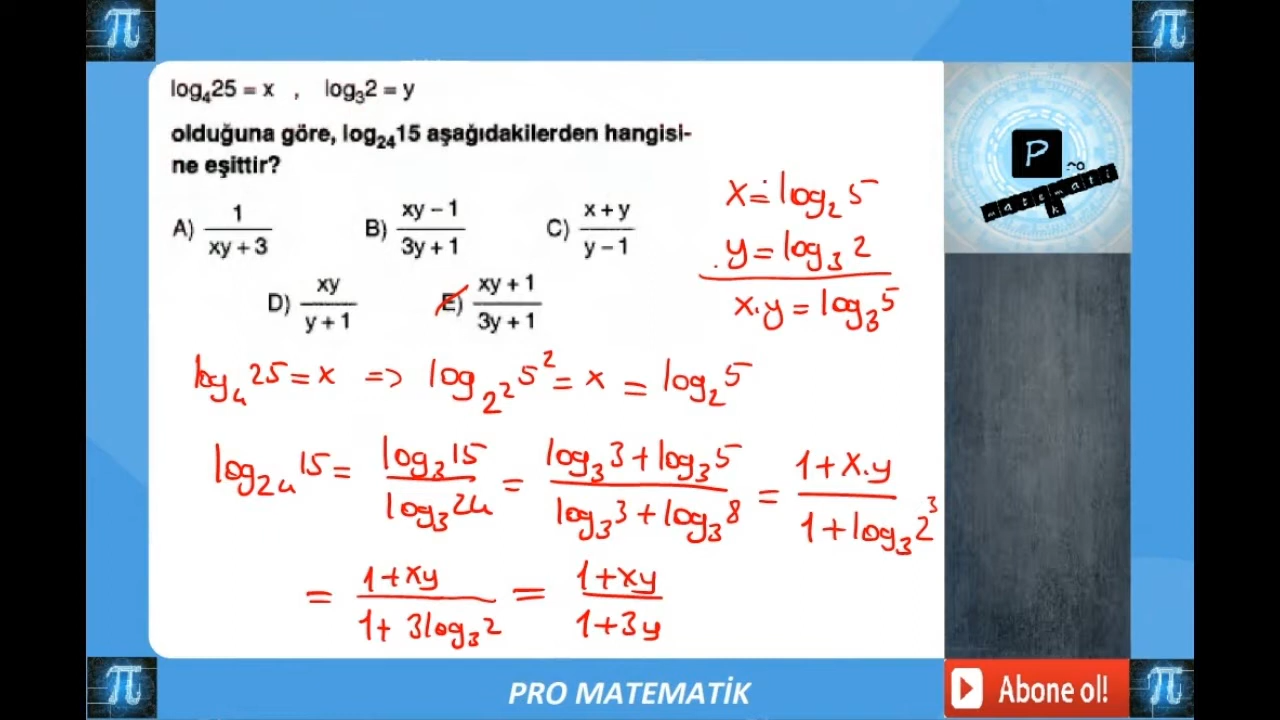 log₄25 = x , log₃2 = y
olduğuna göre, log₂₄15 aşağıdakilerden hangisi-
ne eşittir?
A) 1/(xy + 3) B) (xy – 1)/(3y + 1) C) (x + y)/(y – 1)
D) xy/(y + 1) E) (xy + 1)/(3y + 1)
x = log₂5
y = log₃2
x.y = log₃5
log₄25 = x => log₂²5² = x = log₂5
log₂₄15 = log₃15/log₃24 = (log₃3 + log₃5)/(log₃3 + log₃8) = (1 + x.y)/(1 + log₃2³)
= (1 + xy)/(1 + 3log₃2) = (1 + xy)/(1 + 3y)
P
ro
matematik
PRO MATEMATİK
Abone ol!
π
π
π
π